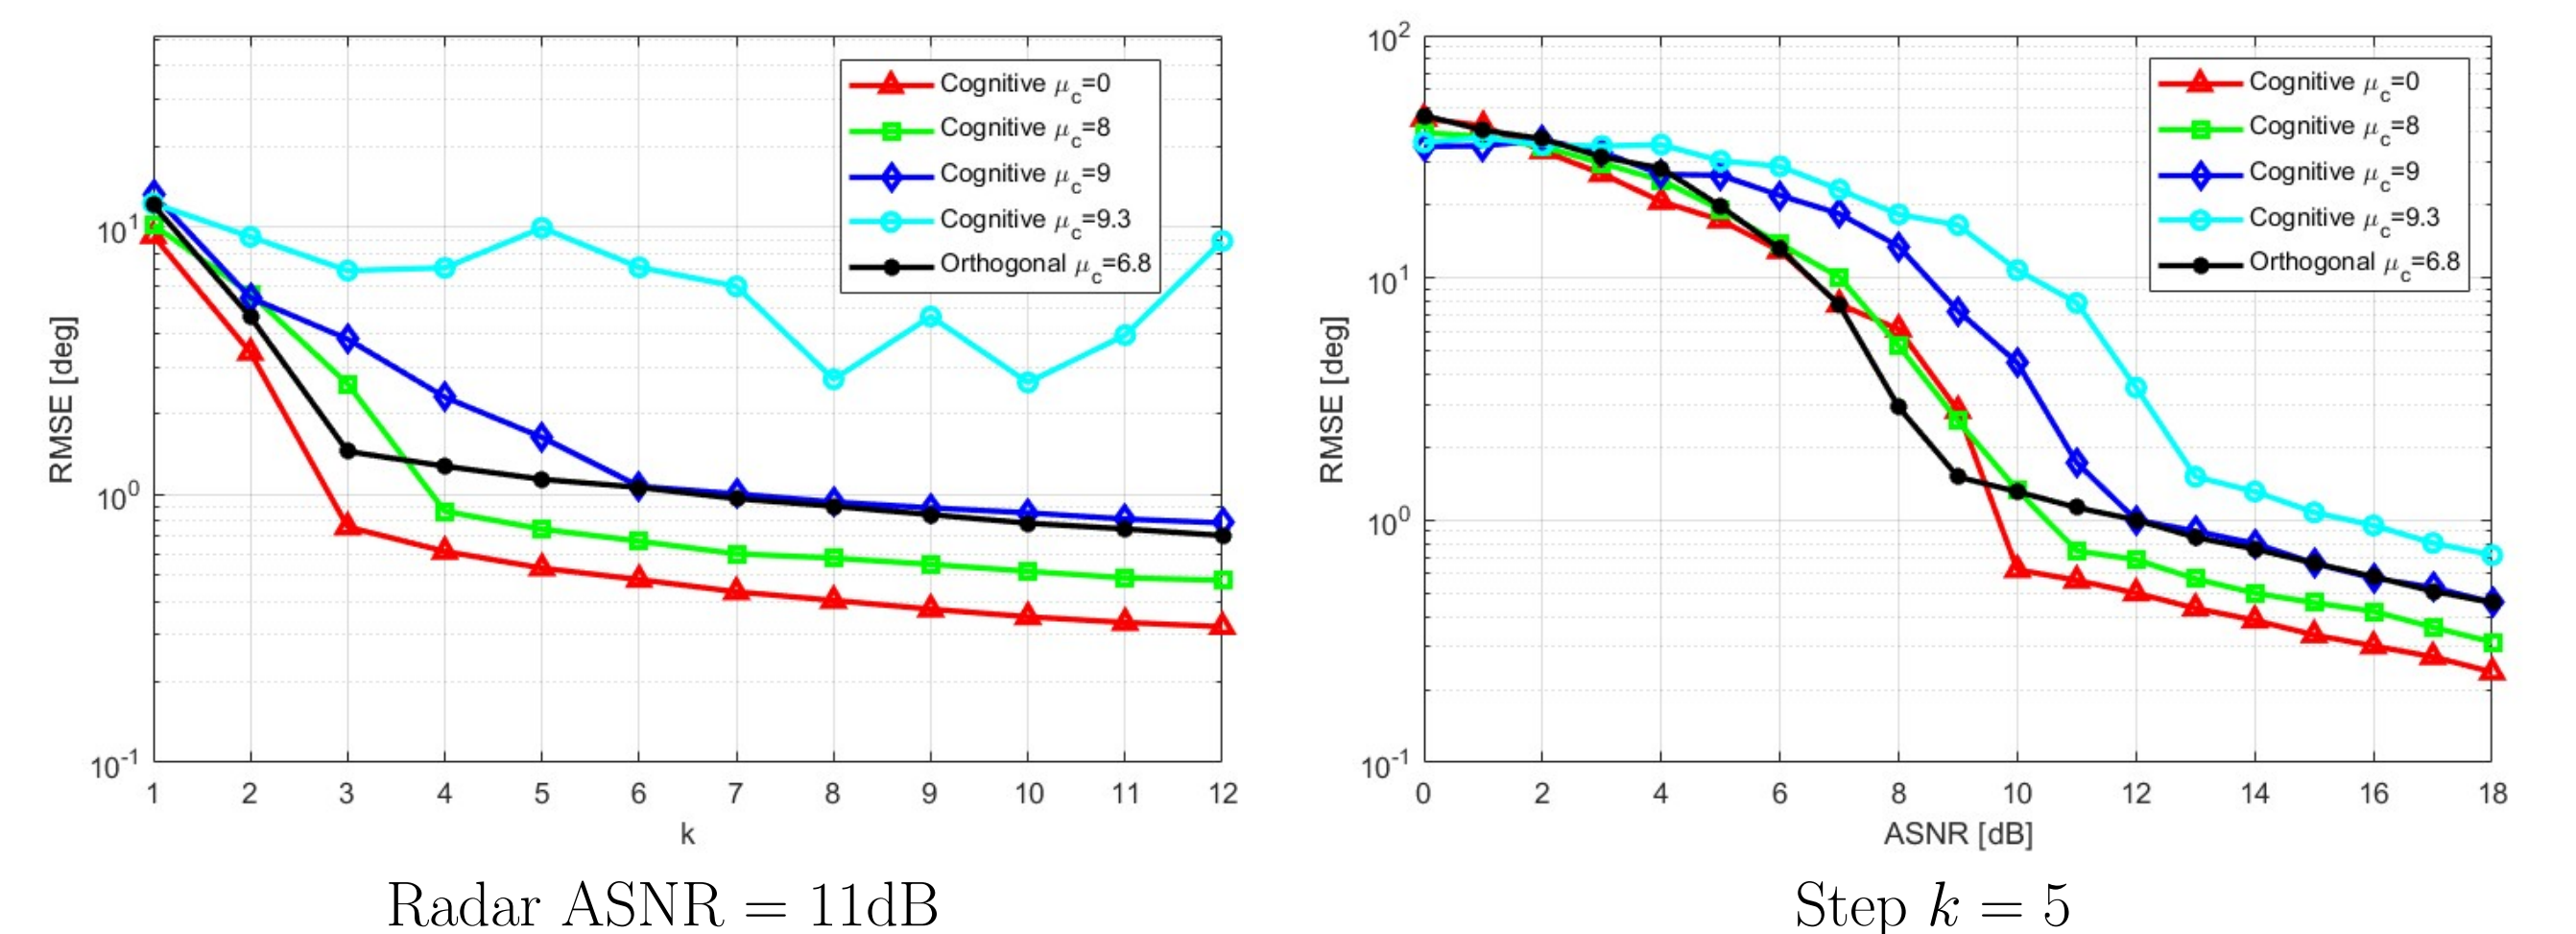 Cognitive μc=0
Cognitive μc=8
Cognitive μc=9
Cognitive μc=9.3
Orthogonal μc=6.8
10^1
10^0
10^-1
RMSE [deg]
1 2 3 4 5 6 7 8 9 10 11 12
k
Radar ASNR = 11dB
Cognitive μc=0
Cognitive μc=8
Cognitive μc=9
Cognitive μc=9.3
Orthogonal μc=6.8
10^2
10^1
10^0
10^-1
RMSE [deg]
0 2 4 6 8 10 12 14 16 18
ASNR [dB]
Step k = 5